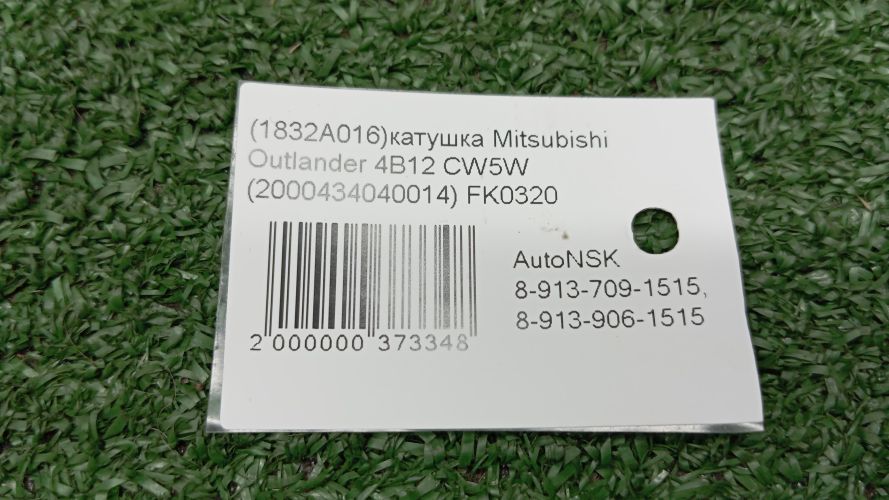 (1832A016)катушка Mitsubishi
Outlander 4B12 CW5W
(2000434040014) FK0320
AutoNSK
8-913-709-1515,
8-913-906-1515
2 000000 373348